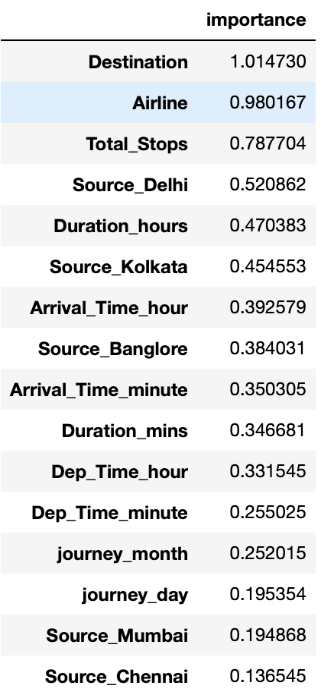 importance
Destination 1.014730
Airline 0.980167
Total_Stops 0.787704
Source_Delhi 0.520862
Duration_hours 0.470383
Source_Kolkata 0.454553
Arrival_Time_hour 0.392579
Source_Banglore 0.384031
Arrival_Time_minute 0.350305
Duration_mins 0.346681
Dep_Time_hour 0.331545
Dep_Time_minute 0.255025
journey_month 0.252015
journey_day 0.195354
Source_Mumbai 0.194868
Source_Chennai 0.136545